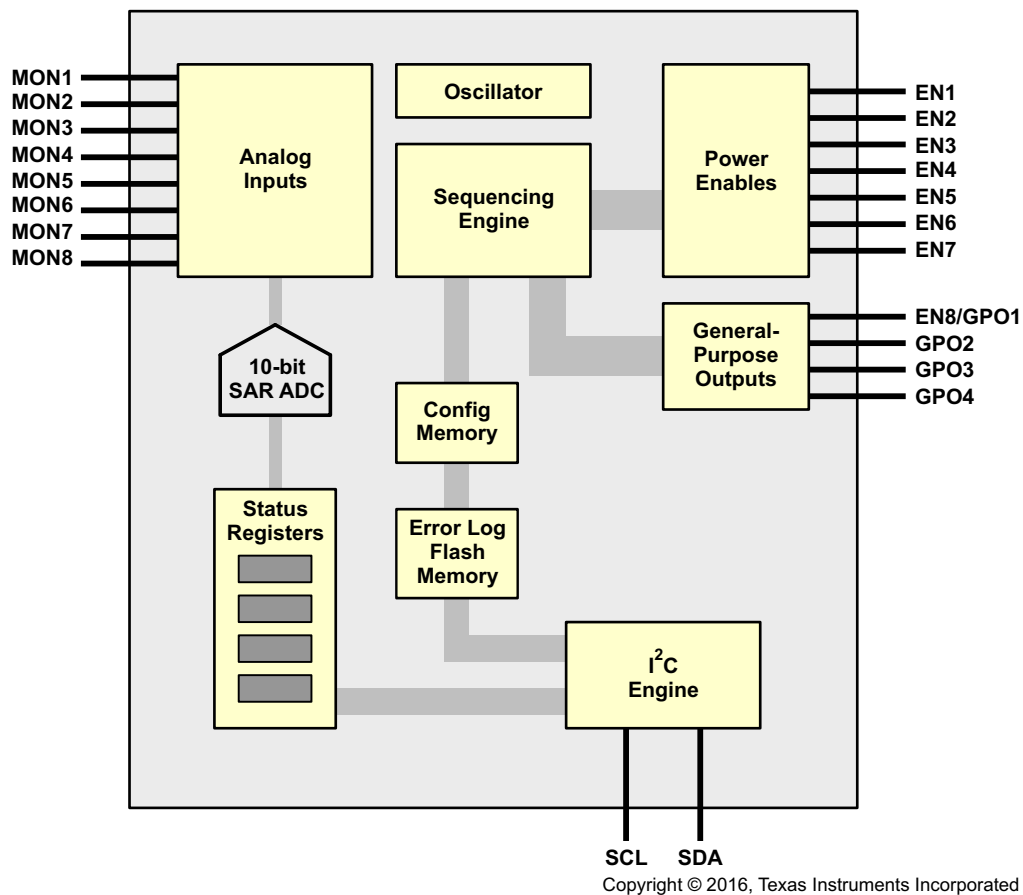 MON1
MON2
MON3
MON4
MON5
MON6
MON7
MON8
Analog
Inputs
Oscillator
Sequencing
Engine
Power
Enables
EN1
EN2
EN3
EN4
EN5
EN6
EN7
General-
Purpose
Outputs
EN8/GPO1
GPO2
GPO3
GPO4
10-bit
SAR ADC
Config
Memory
Status
Registers
Error Log
Flash
Memory
I²C
Engine
SCL SDA
Copyright © 2016, Texas Instruments Incorporated